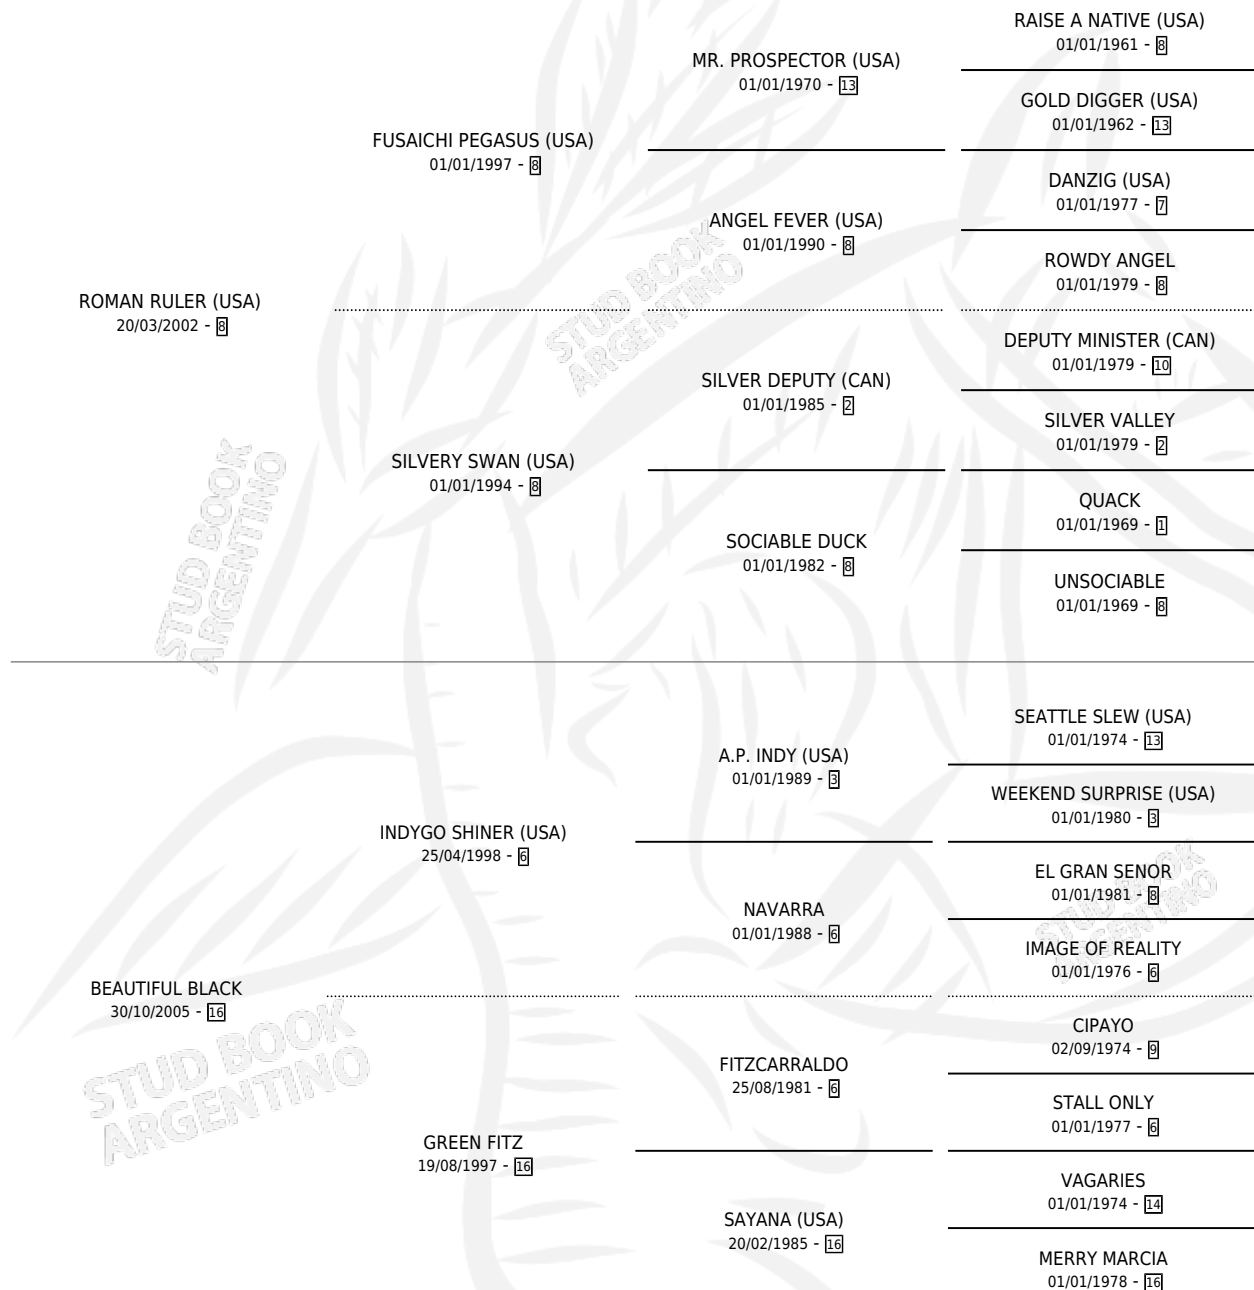 RAISE A NATIVE (USA)
01/01/1961 - 8
MR. PROSPECTOR (USA)
01/01/1970 - 13
GOLD DIGGER (USA)
01/01/1962 - 13
FUSAICHI PEGASUS (USA)
01/01/1997 - 8
DANZIG (USA)
01/01/1977 - 7
ANGEL FEVER (USA)
01/01/1990 - 8
ROWDY ANGEL
01/01/1979 - 8
ROMAN RULER (USA)
20/03/2002 - 8
STUD BOOK
ARGENTINO
DEPUTY MINISTER (CAN)
01/01/1979 - 10
SILVER DEPUTY (CAN)
01/01/1985 - 2
SILVER VALLEY
01/01/1979 - 2
SILVERY SWAN (USA)
01/01/1994 - 8
QUACK
01/01/1969 - 1
SOCIABLE DUCK
01/01/1982 - 8
UNSOCIABLE
01/01/1969 - 8
STUD BOOK
ARGENTINO
SEATTLE SLEW (USA)
01/01/1974 - 13
A.P. INDY (USA)
01/01/1989 - 3
WEEKEND SURPRISE (USA)
01/01/1980 - 3
INDYGO SHINER (USA)
25/04/1998 - 6
EL GRAN SENOR
01/01/1981 - 8
STUD BOOK
ARGENTINO
NAVARRA
01/01/1988 - 6
IMAGE OF REALITY
01/01/1976 - 6
BEAUTIFUL BLACK
30/10/2005 - 16
STUD BOOK
ARGENTINO
CIPAYO
02/09/1974 - 9
FITZCARRALDO
25/08/1981 - 6
STALL ONLY
01/01/1977 - 6
GREEN FITZ
19/08/1997 - 16
VAGARIES
01/01/1974 - 14
SAYANA (USA)
20/02/1985 - 16
MERRY MARCIA
01/01/1978 - 16